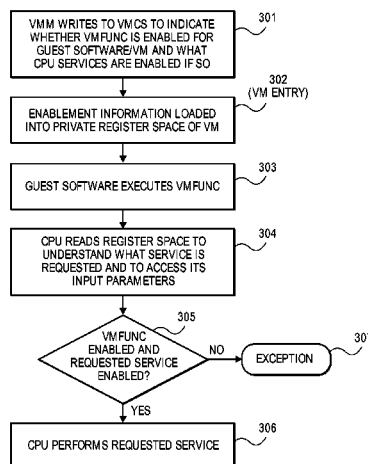 VMM WRITES TO VMCS TO INDICATE
WHETHER VMFUNC IS ENABLED FOR
GUEST SOFTWARE/VM AND WHAT
CPU SERVICES ARE ENABLED IF SO
301
302
(VM ENTRY)
ENABLEMENT INFORMATION LOADED
INTO PRIVATE REGISTER SPACE OF VM
303
GUEST SOFTWARE EXECUTES VMFUNC
304
CPU READS REGISTER SPACE TO
UNDERSTAND WHAT SERVICE IS
REQUESTED AND TO ACCESS ITS
INPUT PARAMETERS
305
VMFUNC
ENABLED AND
REQUESTED SERVICE
ENABLED?
NO
EXCEPTION
YES
306
CPU PERFORMS REQUESTED SERVICE